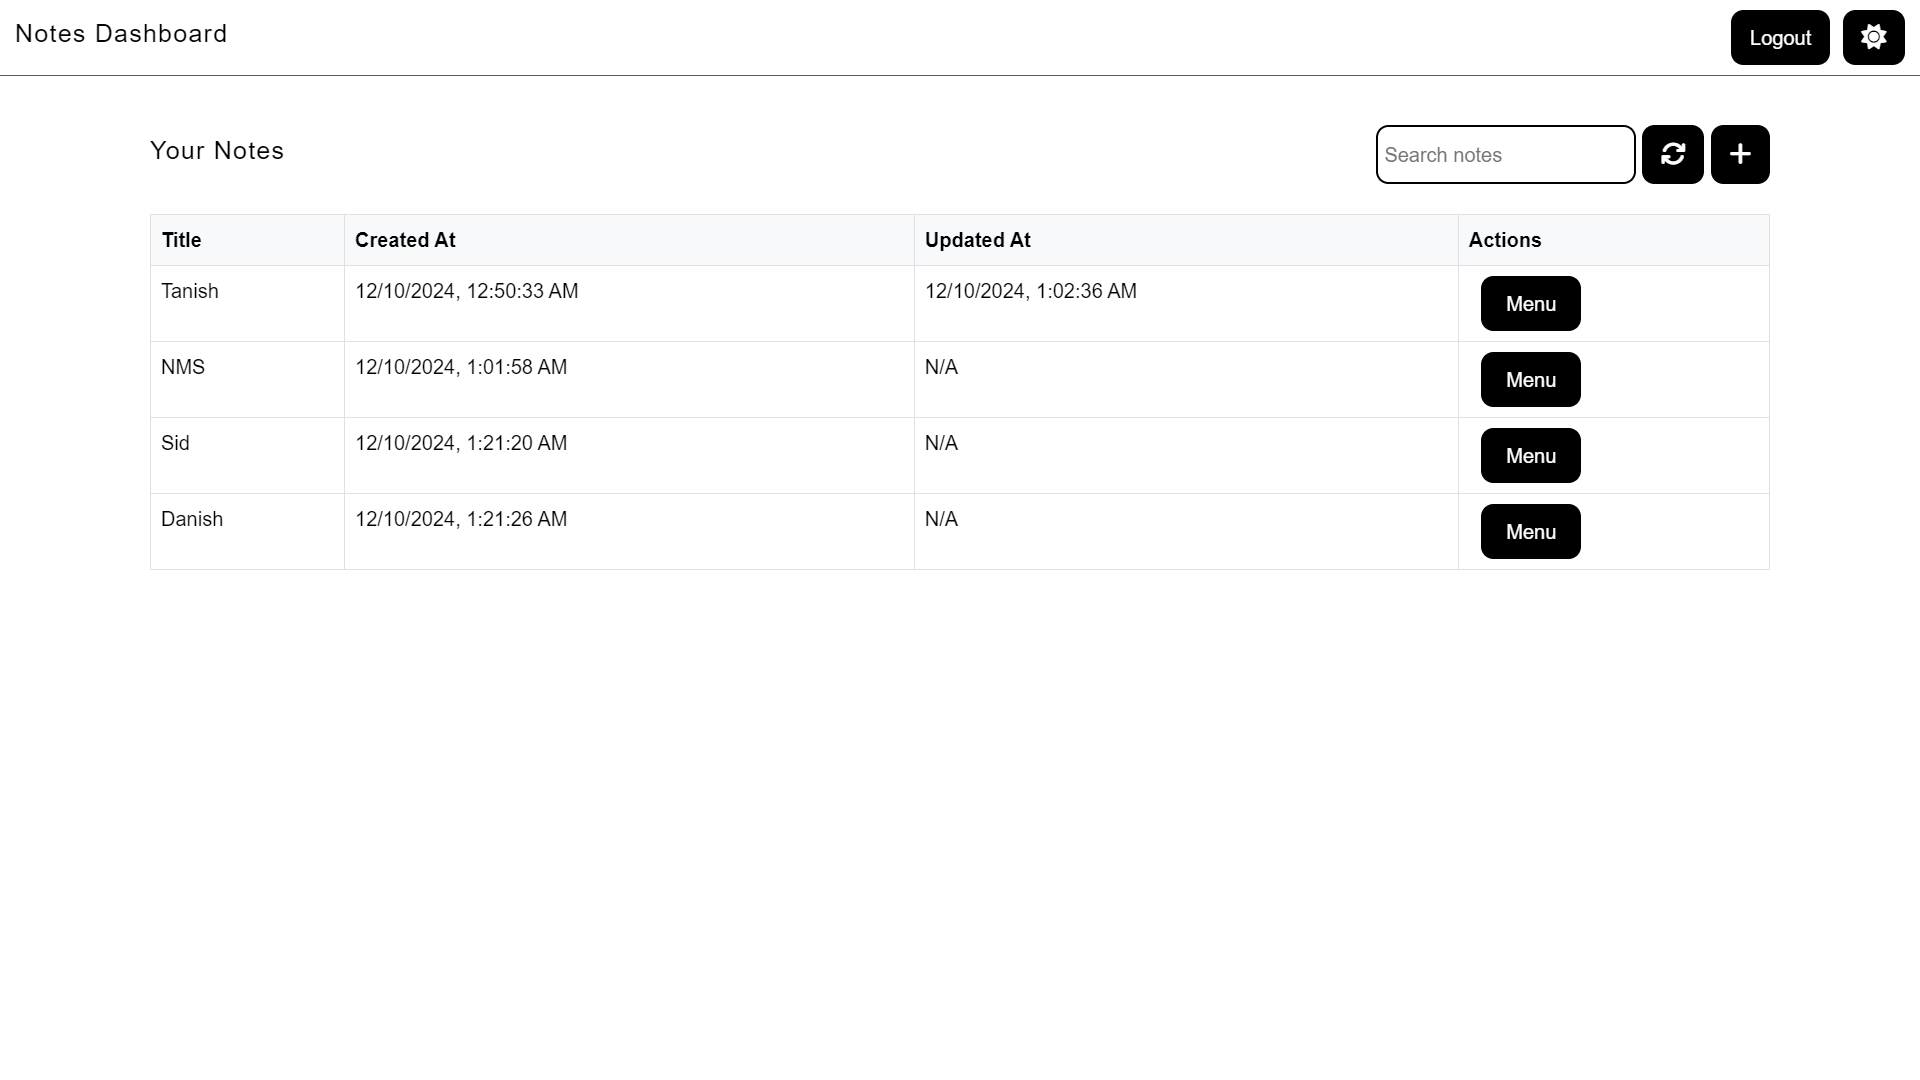 Notes Dashboard
Logout
Your Notes
Search notes
Title Created At Updated At Actions
Tanish 12/10/2024, 12:50:33 AM 12/10/2024, 1:02:36 AM Menu
NMS 12/10/2024, 1:01:58 AM N/A Menu
Sid 12/10/2024, 1:21:20 AM N/A Menu
Danish 12/10/2024, 1:21:26 AM N/A Menu